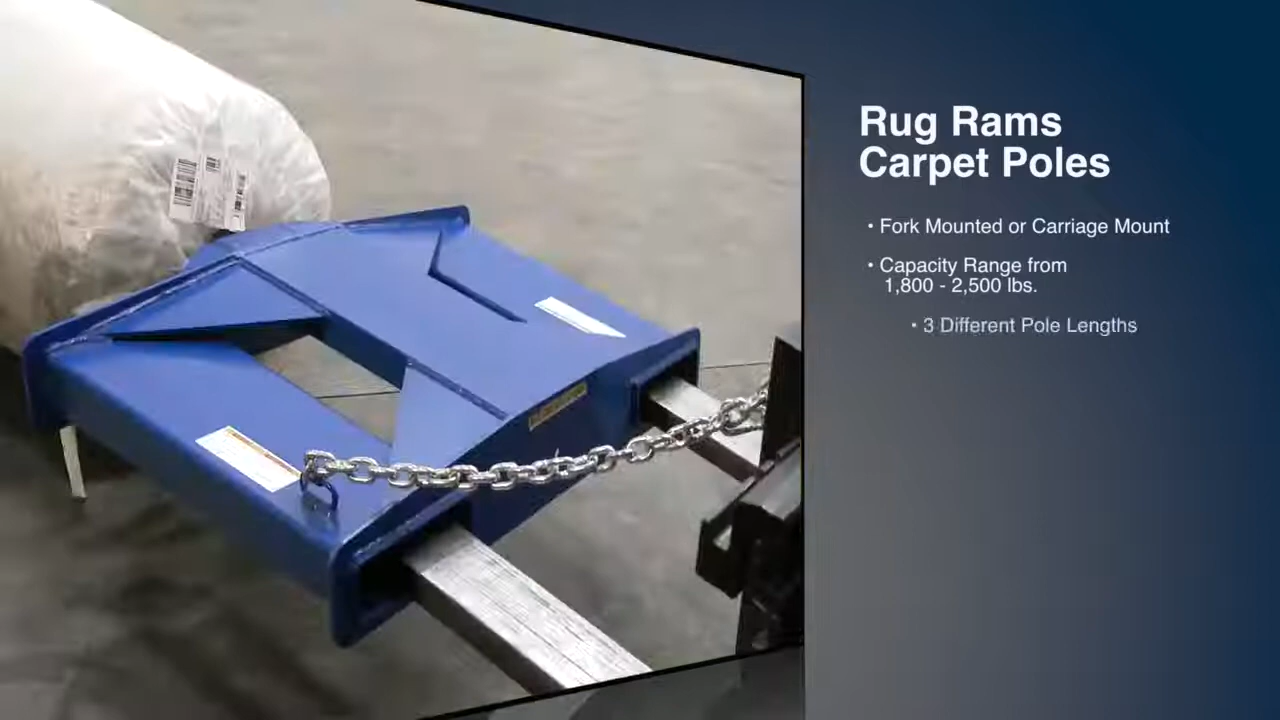 Rug Rams
Carpet Poles
• Fork Mounted or Carriage Mount
• Capacity Range from
1,800 - 2,500 lbs.
• 3 Different Pole Lengths